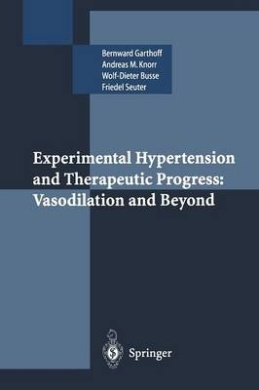 Bernward Garthoff
Andreas M. Knorr
Wolf-Dieter Busse
Friedel Seuter
Experimental Hypertension
and Therapeutic Progress:
Vasodilation and Beyond
Springer